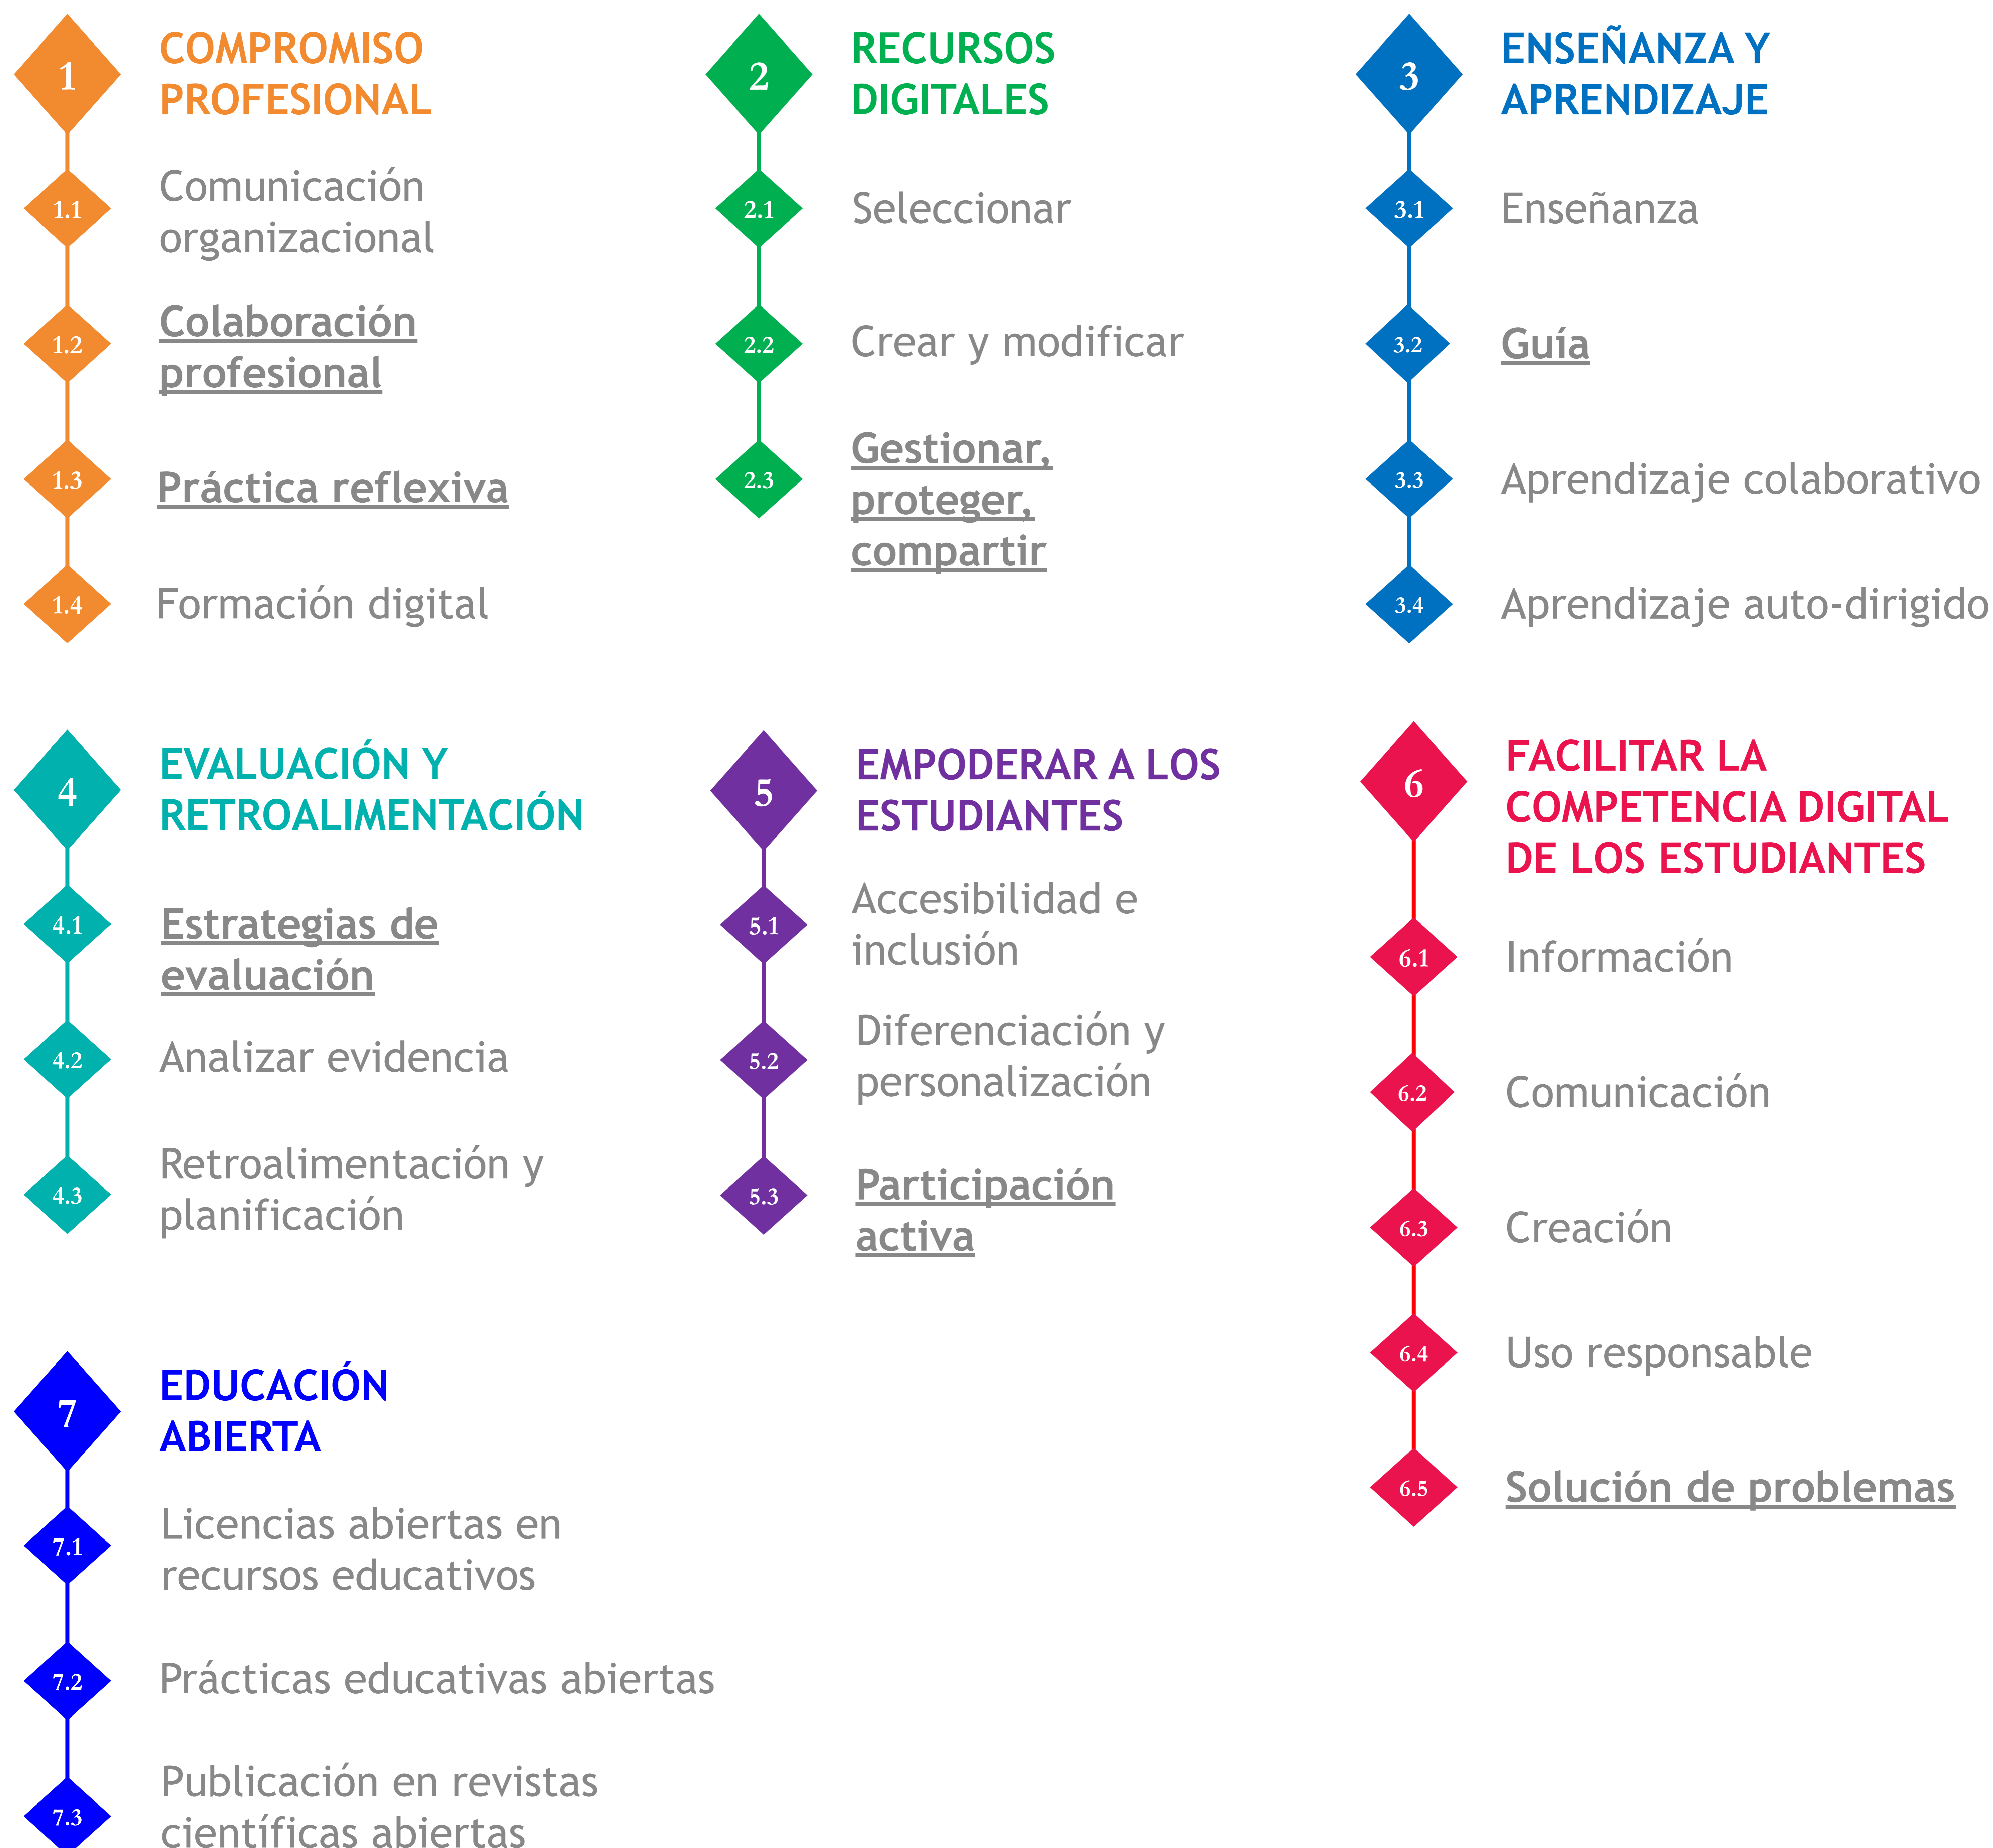 1
COMPROMISO
PROFESIONAL
1.1
Comunicación
organizacional
1.2
Colaboración
profesional
1.3
Práctica reflexiva
1.4
Formación digital
2
RECURSOS
DIGITALES
2.1
Seleccionar
2.2
Crear y modificar
2.3
Gestionar,
proteger,
compartir
3
ENSEÑANZA Y
APRENDIZAJE
3.1
Enseñanza
3.2
Guía
3.3
Aprendizaje colaborativo
3.4
Aprendizaje auto-dirigido
4
EVALUACIÓN Y
RETROALIMENTACIÓN
4.1
Estrategias de
evaluación
4.2
Analizar evidencia
4.3
Retroalimentación y
planificación
5
EMPODERAR A LOS
ESTUDIANTES
5.1
Accesibilidad e
inclusión
5.2
Diferenciación y
personalización
5.3
Participación
activa
6
FACILITAR LA
COMPETENCIA DIGITAL
DE LOS ESTUDIANTES
6.1
Información
6.2
Comunicación
6.3
Creación
6.4
Uso responsable
6.5
Solución de problemas
7
EDUCACIÓN
ABIERTA
7.1
Licencias abiertas en
recursos educativos
7.2
Prácticas educativas abiertas
7.3
Publicación en revistas
científicas abiertas